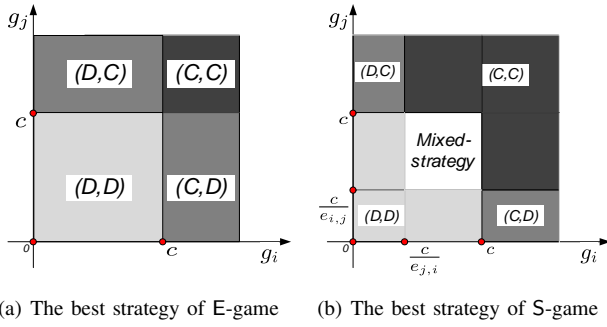 g_j g_j
(D,C) (C,C) (D,C) (C,C)
c c
Mixed-
strategy
(D,D) (C,D) c/e_{i,j} (D,D) (C,D)
0 c g_i 0 c/e_{j,i} c g_i
(a) The best strategy of E-game (b) The best strategy of S-game